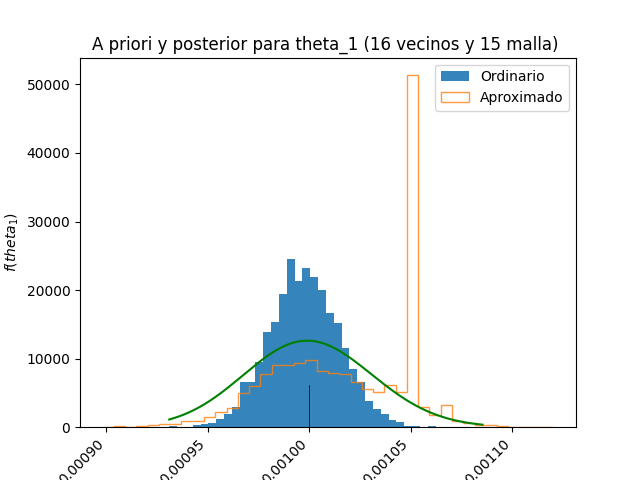 A priori y posterior para theta_1 (16 vecinos y 15 malla)
Ordinario
Aproximado
f(theta₁)
50000
40000
30000
20000
10000
0
0.00090
0.00095
0.00100
0.00105
0.00110